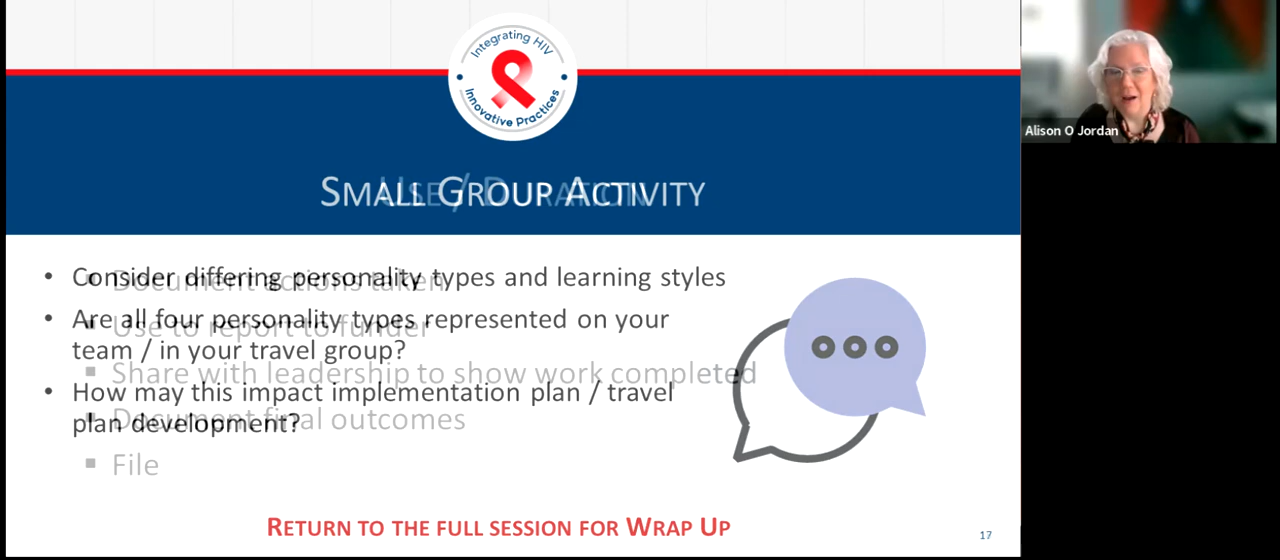 Integrating HIV
Innovative Practices
Alison O Jordan
Small Group Activity
Use / Duration
• Consider differing personality types and learning styles
• Are all four personality types represented on your
team / in your travel group?
• How may this impact implementation plan / travel
plan development?
▪ Document actions taken
▪ Use to report to funder
▪ Share with leadership to show work completed
▪ Document final outcomes
▪ File
Return to the full session for Wrap Up
17